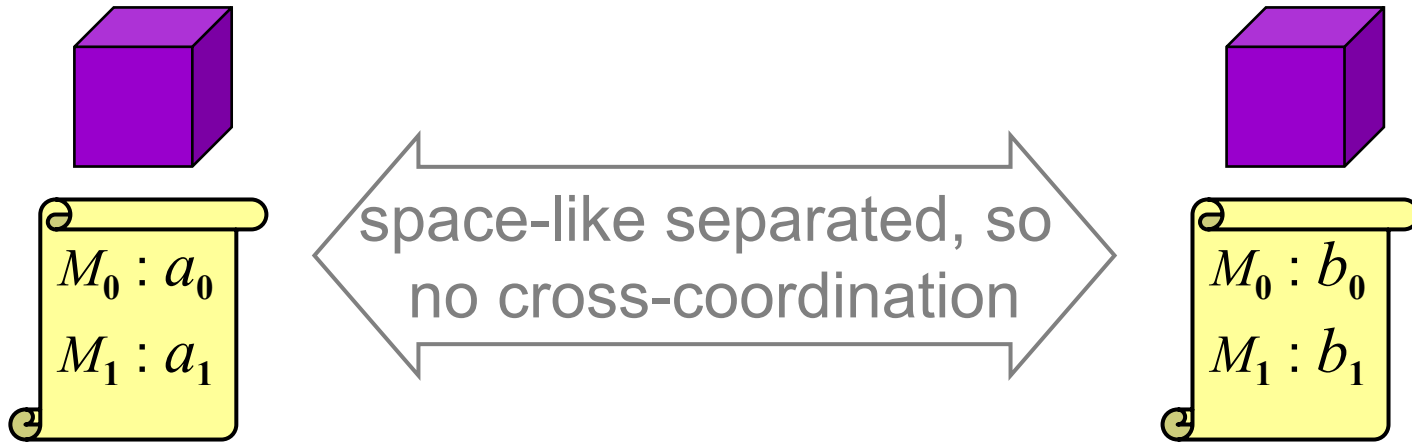 M₀ : a₀
M₁ : a₁
space-like separated, so
no cross-coordination
M₀ : b₀
M₁ : b₁